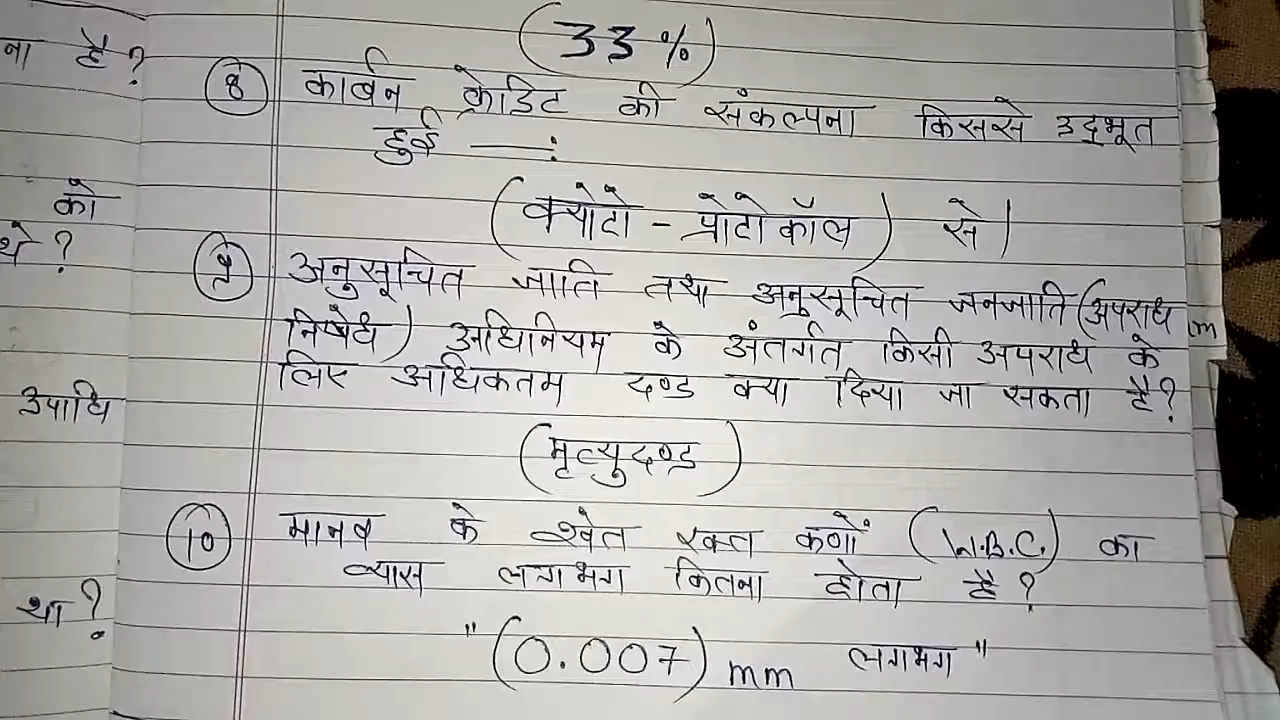 ना है?
को
थे?
उपाधि
था?
(33%)
8 कार्बन क्रेडिट की संकल्पना किससे उद्भूत
हुई —:
(क्योटो - प्रोटोकॉल) से।
9 अनुसूचित जाति तथा अनुसूचित जनजाति (अपराध
निषेध) अधिनियम के अंतर्गत किसी अपराध के
लिए अधिकतम दण्ड क्या दिया जा सकता है?
(मृत्युदण्ड)
10 मानव के श्वेत रक्त कणों (W.B.C.) का
व्यास लगभग कितना होता है?
"(0.007) mm लगभग"